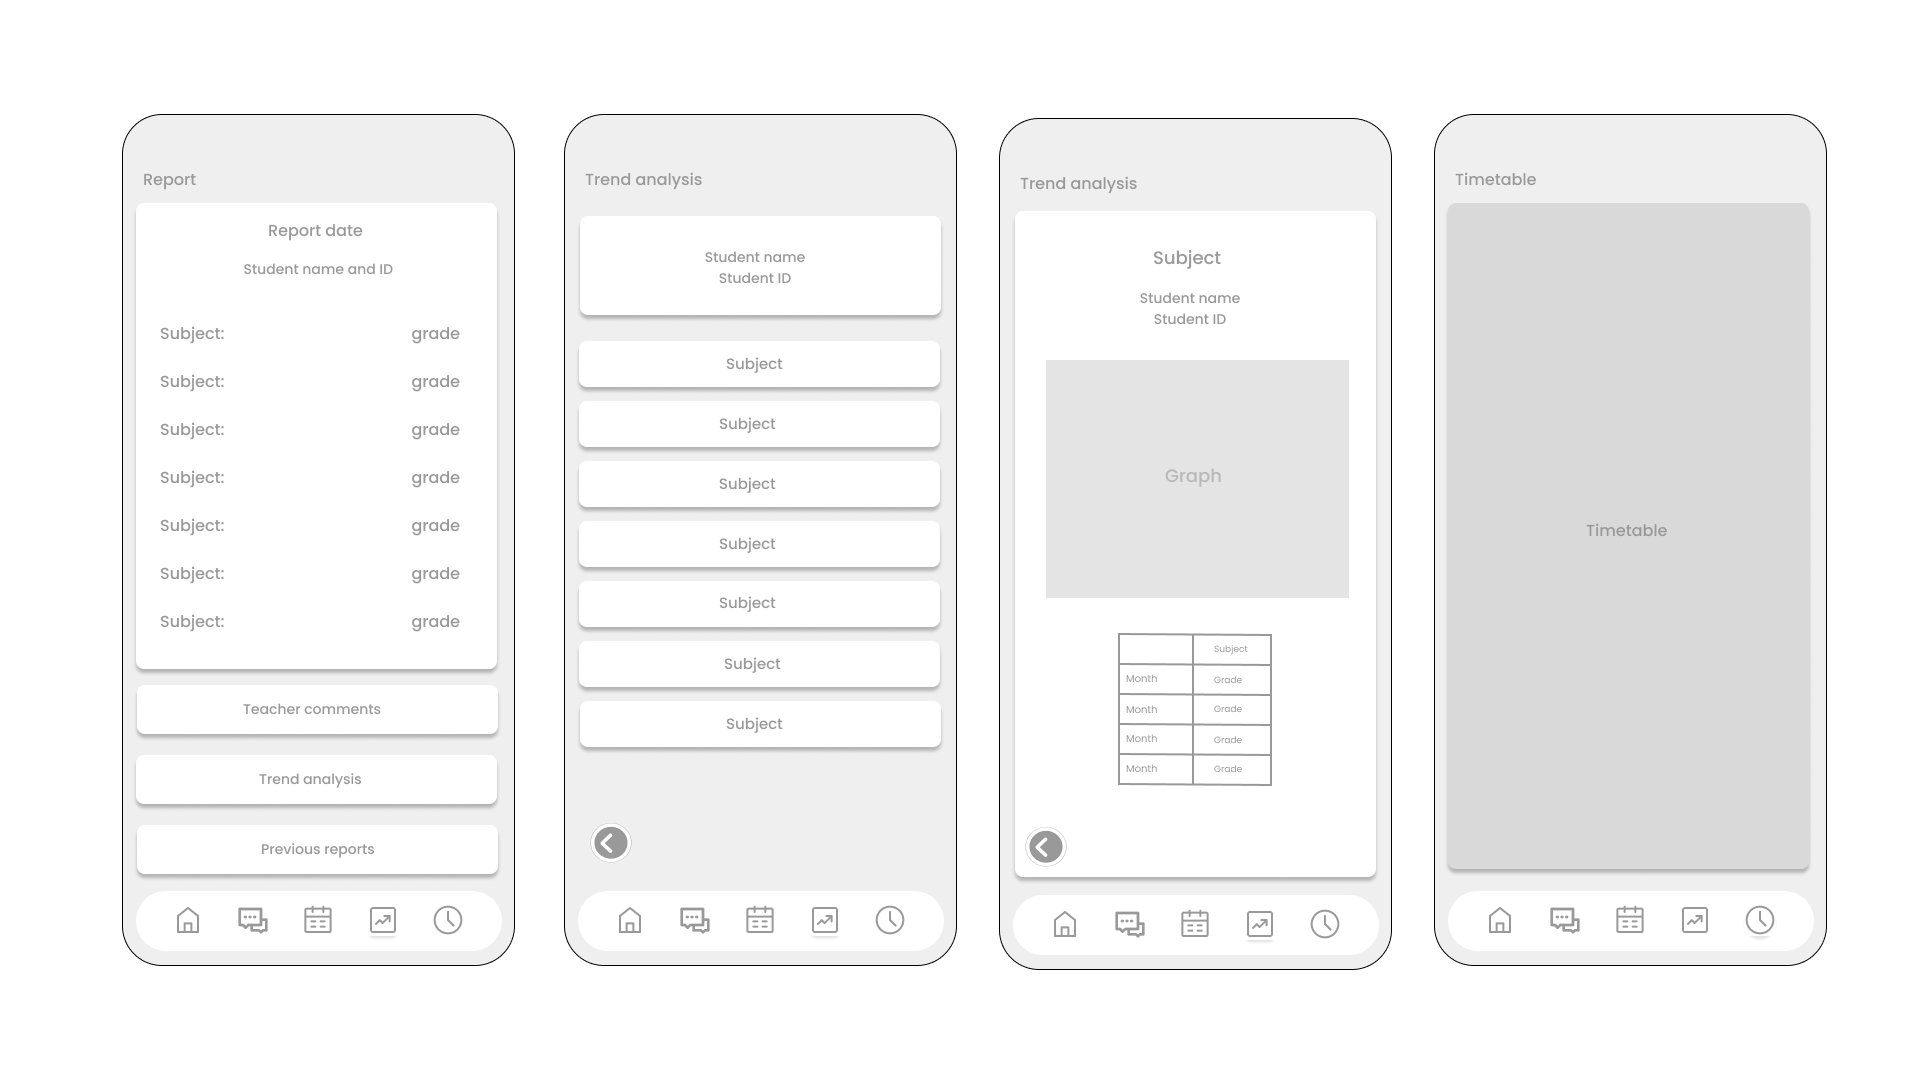 Report
Report date
Student name and ID
Subject: grade
Subject: grade
Subject: grade
Subject: grade
Subject: grade
Subject: grade
Subject: grade
Teacher comments
Trend analysis
Previous reports
Trend analysis
Student name
Student ID
Subject
Subject
Subject
Subject
Subject
Subject
Subject
Trend analysis
Subject
Student name
Student ID
Graph
Subject
Month Grade
Month Grade
Month Grade
Month Grade
Timetable
Timetable